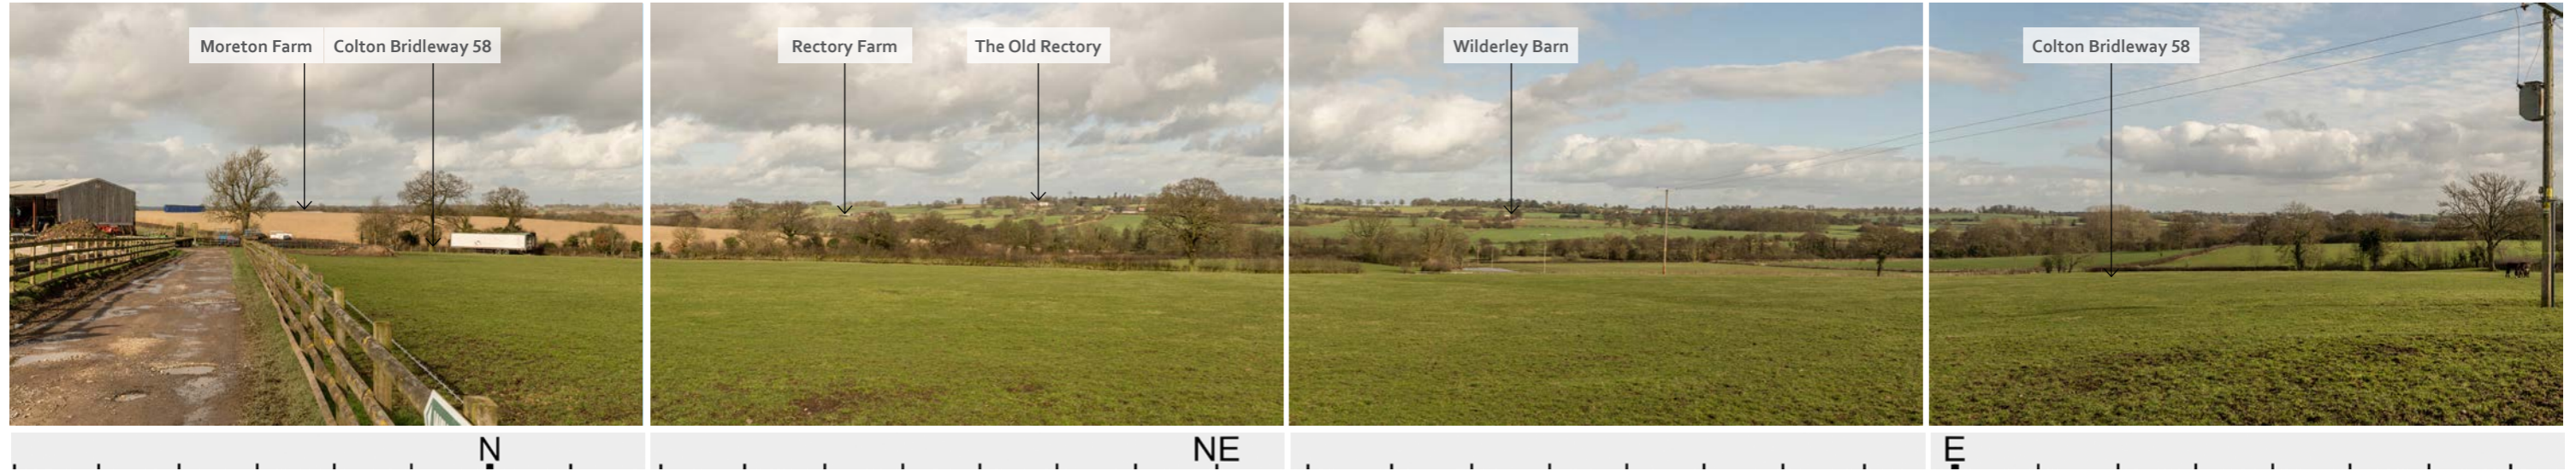 Moreton Farm
Colton Bridleway 58
Rectory Farm
The Old Rectory
Wilderley Barn
Colton Bridleway 58
N
NE
E